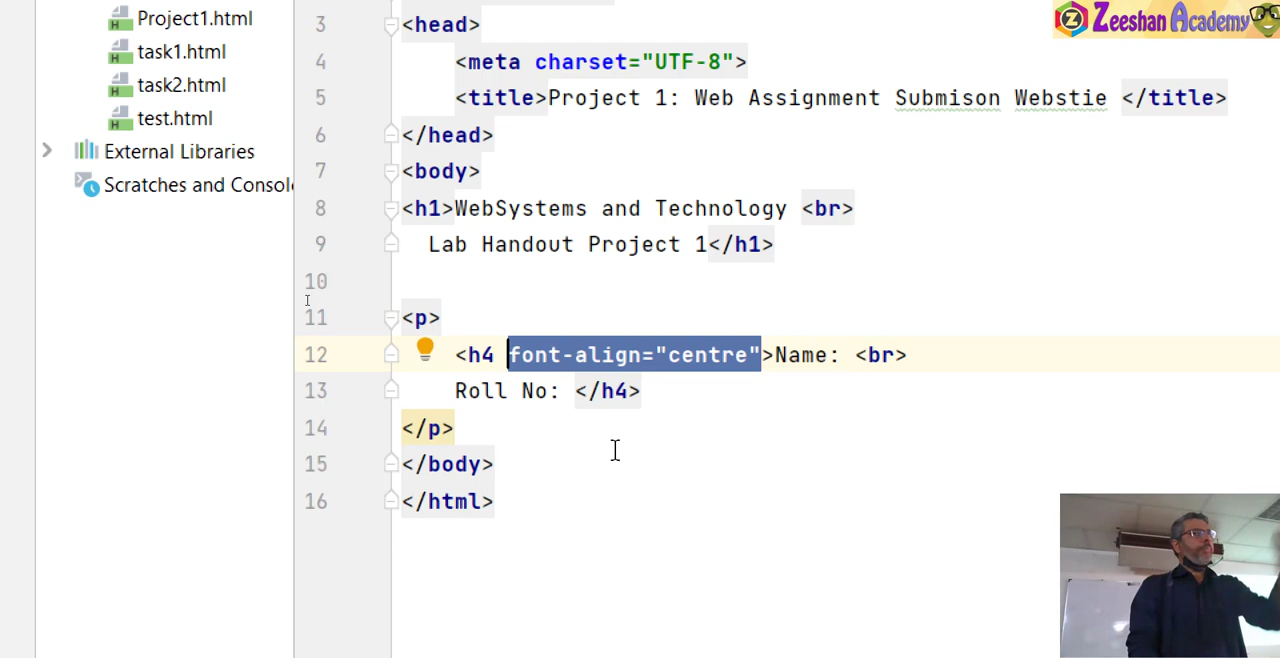 Project1.html
task1.html
task2.html
test.html
External Libraries
Scratches and Consol
Zeeshan Academy
3 <head>
4 <meta charset="UTF-8">
5 <title>Project 1: Web Assignment Submison Webstie </title>
6 </head>
7 <body>
8 <h1>WebSystems and Technology <br>
9 Lab Handout Project 1</h1>
10
11 <p>
12 <h4 font-align="centre">Name: <br>
13 Roll No: </h4>
14 </p>
15 </body>
16 </html>